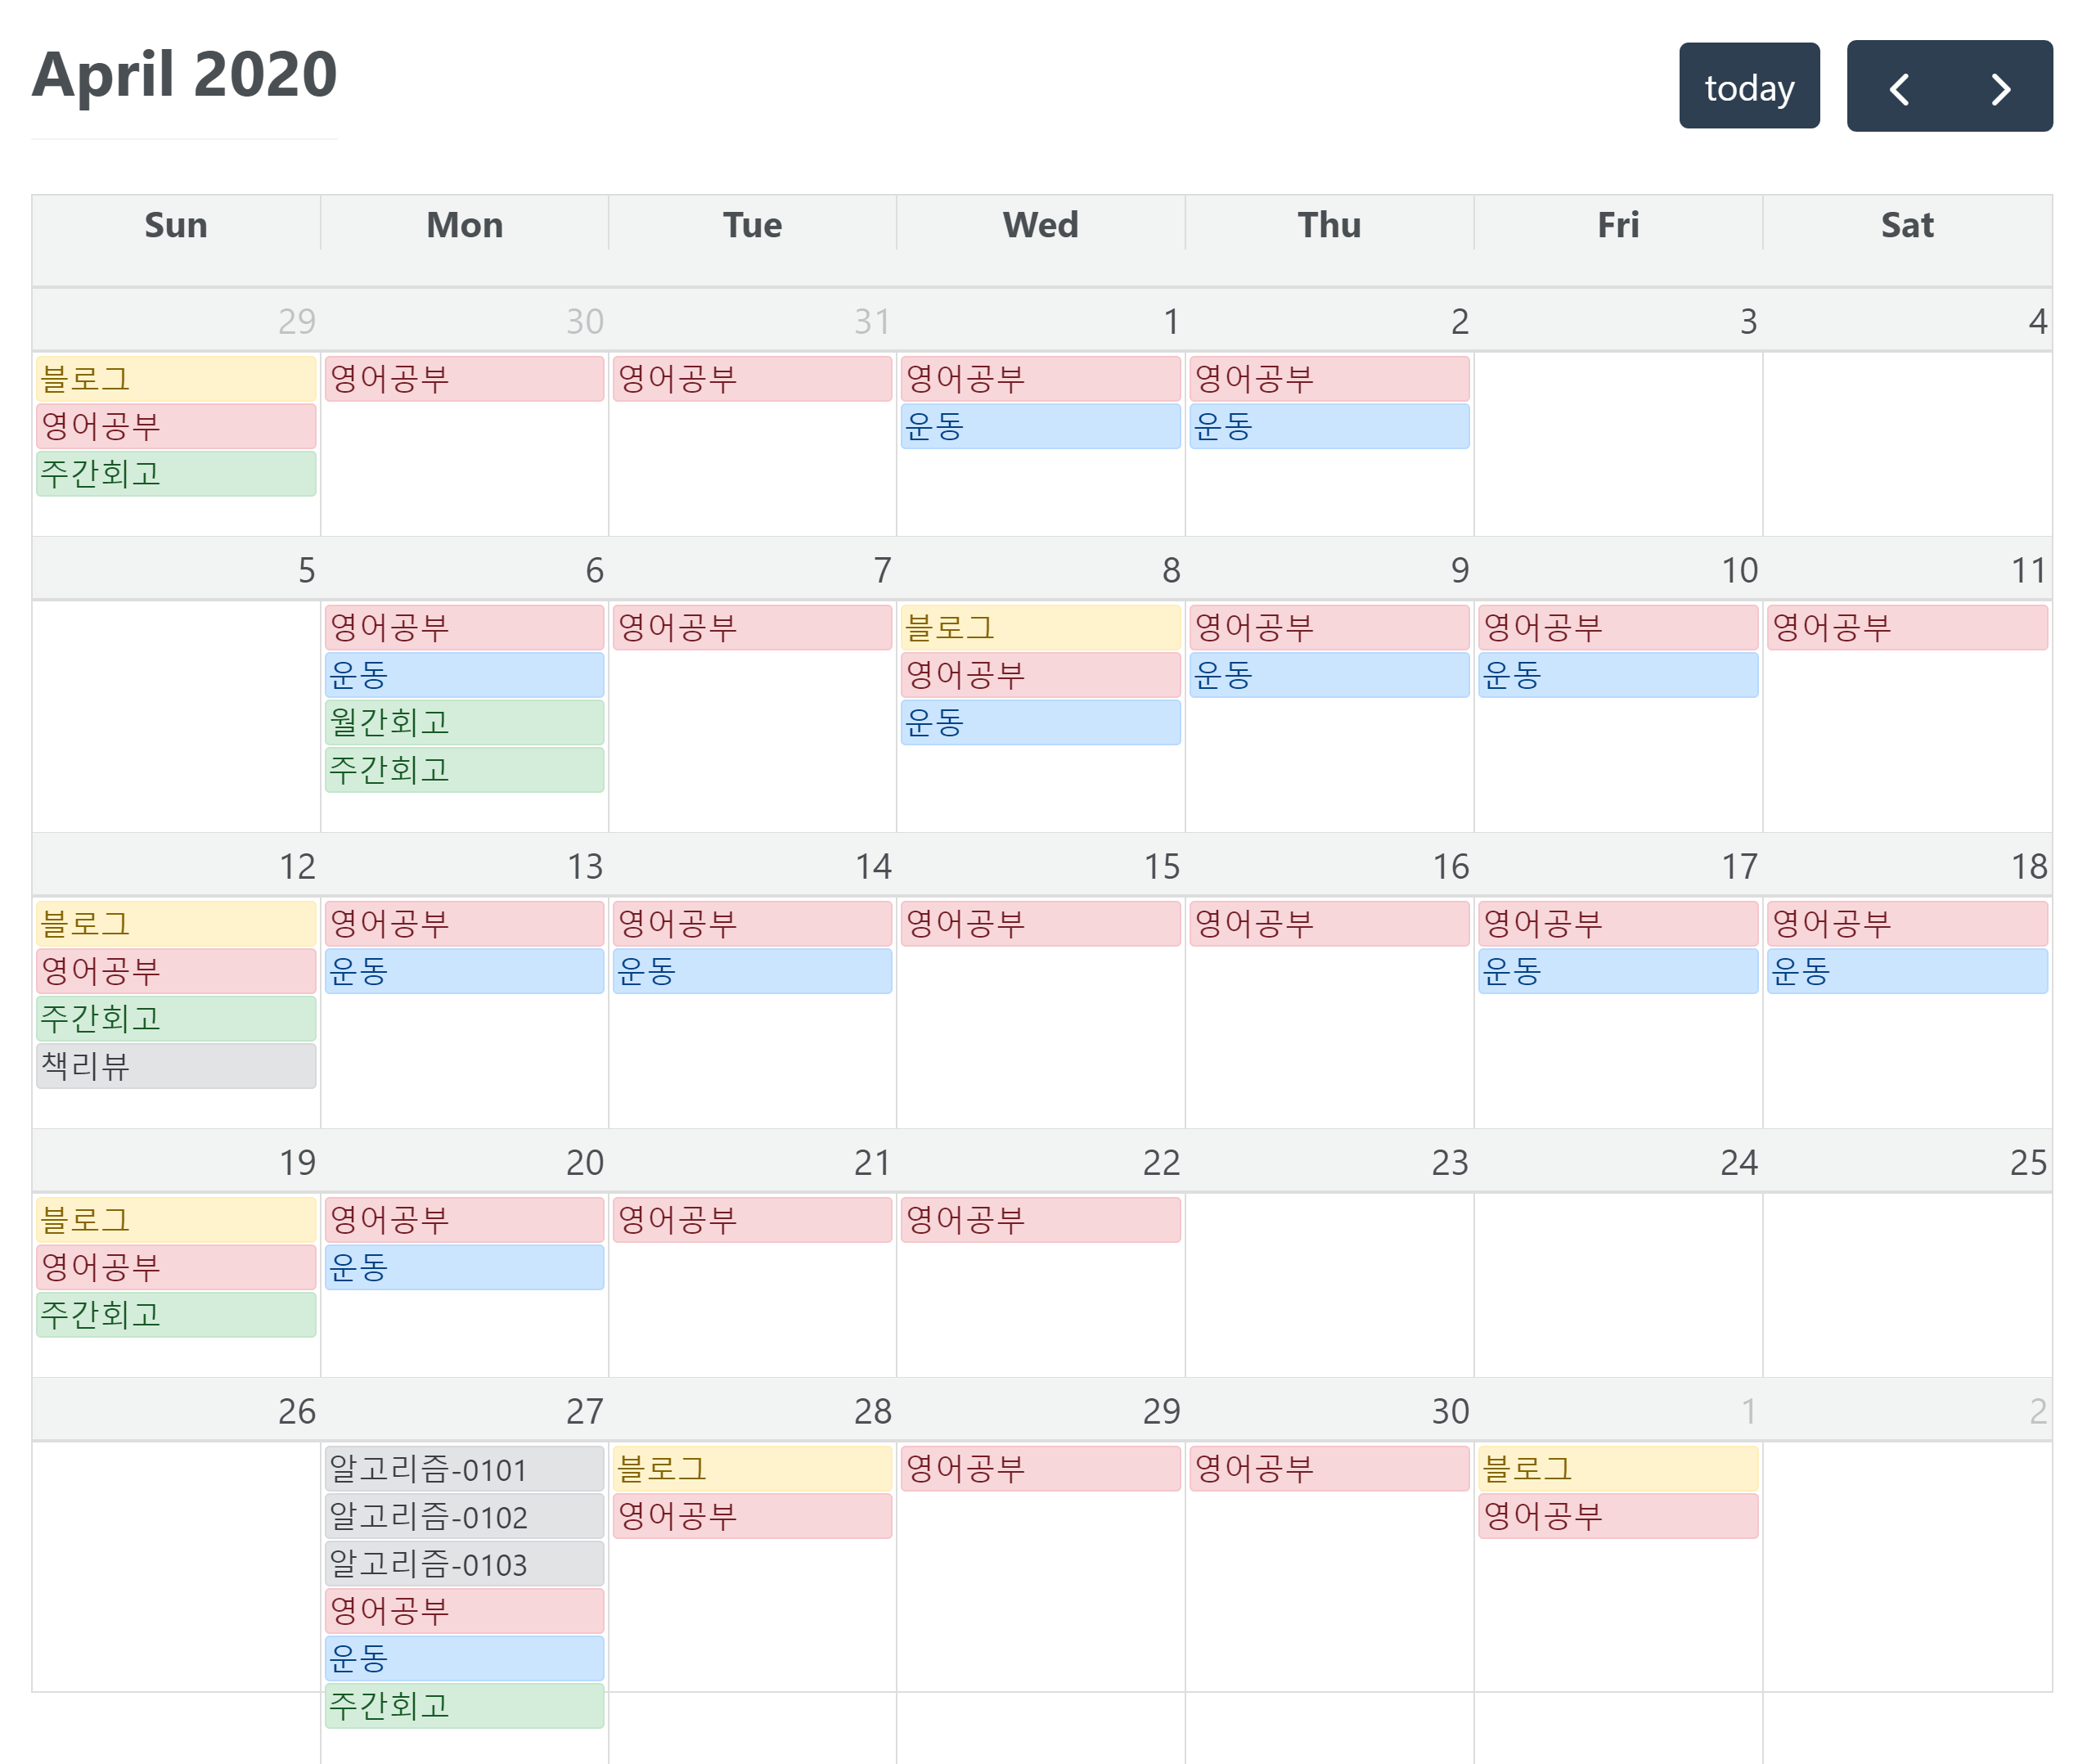 April 2020
today
Sun Mon Tue Wed Thu Fri Sat
29 30 31 1 2 3 4
블로그 영어공부 영어공부 영어공부 영어공부
영어공부 운동 운동
주간회고
5 6 7 8 9 10 11
영어공부 영어공부 블로그 영어공부 영어공부 영어공부
운동 영어공부 운동 운동
월간회고 운동
주간회고
12 13 14 15 16 17 18
블로그 영어공부 영어공부 영어공부 영어공부 영어공부 영어공부
영어공부 운동 운동 운동 운동
주간회고
책리뷰
19 20 21 22 23 24 25
블로그 영어공부 영어공부 영어공부
영어공부 운동
주간회고
26 27 28 29 30 1 2
알고리즘-0101 블로그 영어공부 영어공부 블로그
알고리즘-0102 영어공부 영어공부
알고리즘-0103
영어공부
운동
주간회고